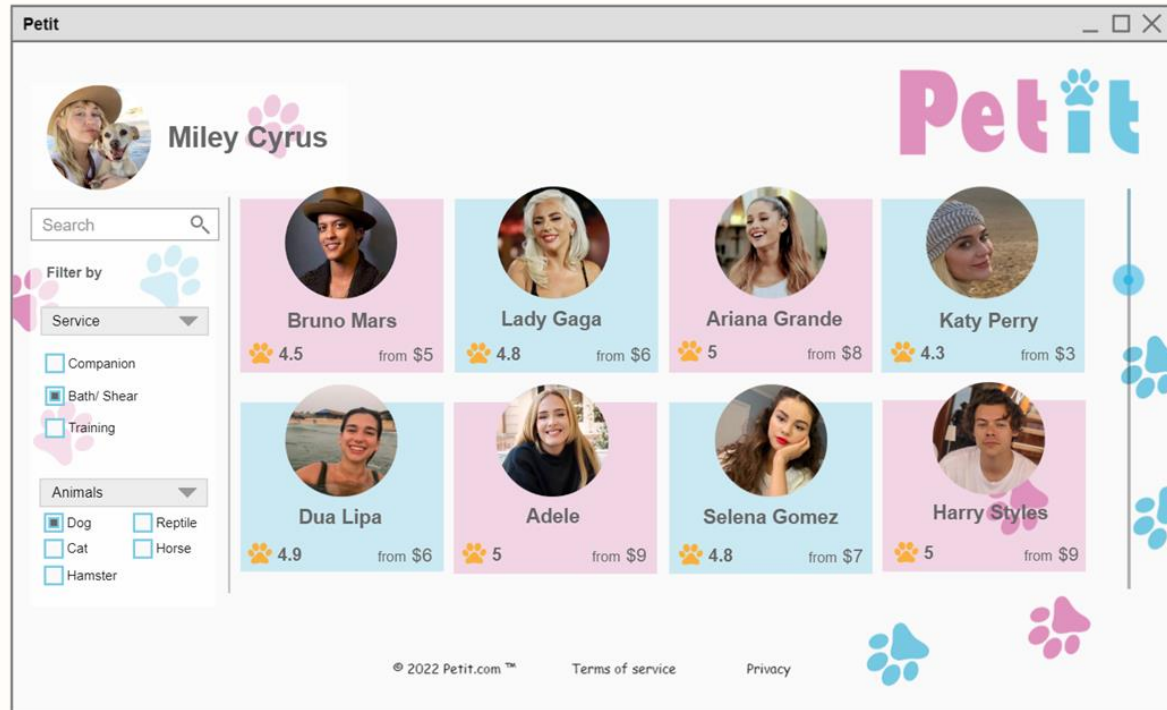 Petit
Petit
Miley Cyrus
Search
Filter by
Service
Companion
Bath/ Shear
Training
Animals
Dog
Reptile
Cat
Horse
Hamster
Bruno Mars
4.5 from $5
Lady Gaga
4.8 from $6
Ariana Grande
5 from $8
Katy Perry
4.3 from $3
Dua Lipa
4.9 from $6
Adele
5 from $9
Selena Gomez
4.8 from $7
Harry Styles
5 from $9
© 2022 Petit.com ™ Terms of service Privacy